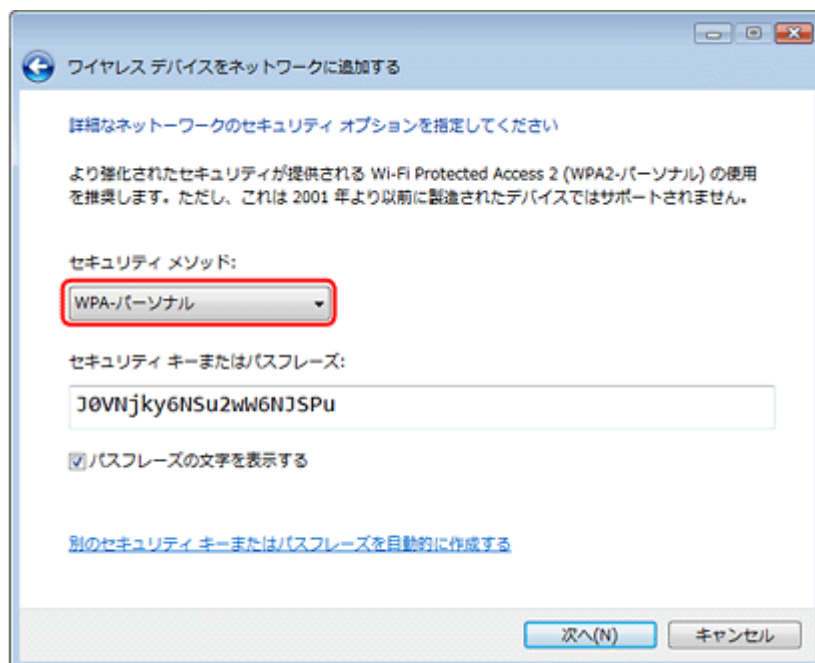 ワイヤレス デバイスをネットワークに追加する
詳細なネットーワークのセキュリティ オプションを指定してください
より強化されたセキュリティが提供される Wi-Fi Protected Access 2 (WPA2-パーソナル) の使用
を推奨します。ただし、これは 2001 年より以前に製造されたデバイスではサポートされません。
セキュリティ メソッド:
WPA-パーソナル
セキュリティ キーまたはパスフレーズ:
J0VNjky6NSu2wW6NJSPu
パスフレーズの文字を表示する
別のセキュリティ キーまたはパスフレーズを自動的に作成する
次へ(N)
キャンセル